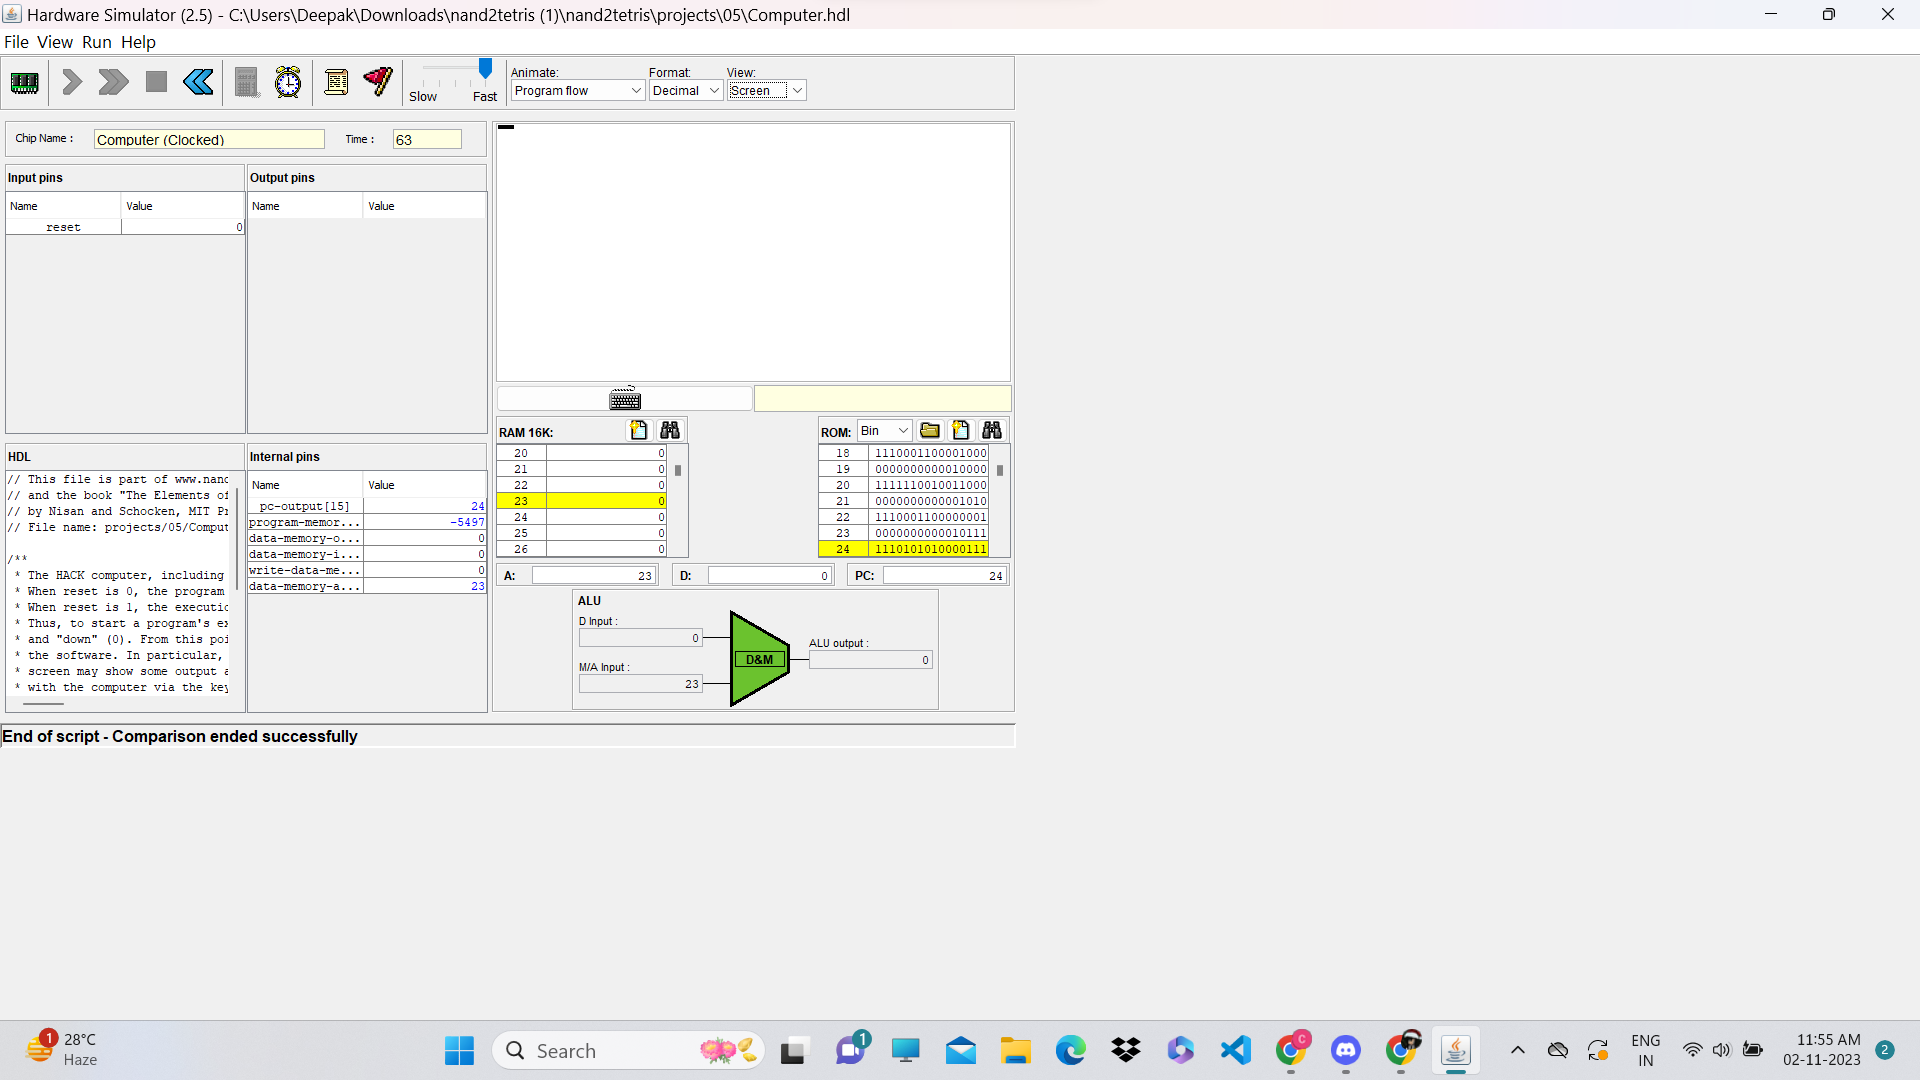 Hardware Simulator (2.5) - C:\Users\Deepak\Downloads\nand2tetris (1)\nand2tetris\projects\05\Computer.hdl
File View Run Help
Slow Fast
Animate: Format: View:
Program flow Decimal Screen
Chip Name : Computer (Clocked) Time : 63
Input pins
Name Value
reset 0
Output pins
Name Value
HDL
// This file is part of www.nand
// and the book "The Elements of
// by Nisan and Schocken, MIT Pr
// File name: projects/05/Comput
/**
* The HACK computer, including
* When reset is 0, the program
* When reset is 1, the executio
* Thus, to start a program's ex
* and "down" (0). From this poi
* the software. In particular,
* screen may show some output a
* with the computer via the key
Internal pins
Name Value
pc-output[15] 24
program-memor... -5497
data-memory-o... 0
data-memory-i... 0
write-data-me... 0
data-memory-a... 23
RAM 16K:
20 0
21 0
22 0
23 0
24 0
25 0
26 0
ROM: Bin
18 1110001100001000
19 0000000000010000
20 1111110010011000
21 0000000000001010
22 1110001100000001
23 0000000000010111
24 1110101010000111
A: 23 D: 0 PC: 24
ALU
D Input :
0
M/A Input :
23
D&M
ALU output :
0
End of script - Comparison ended successfully
1
28°C
Haze
Search
1
C
ENG
IN
11:55 AM
02-11-2023
2